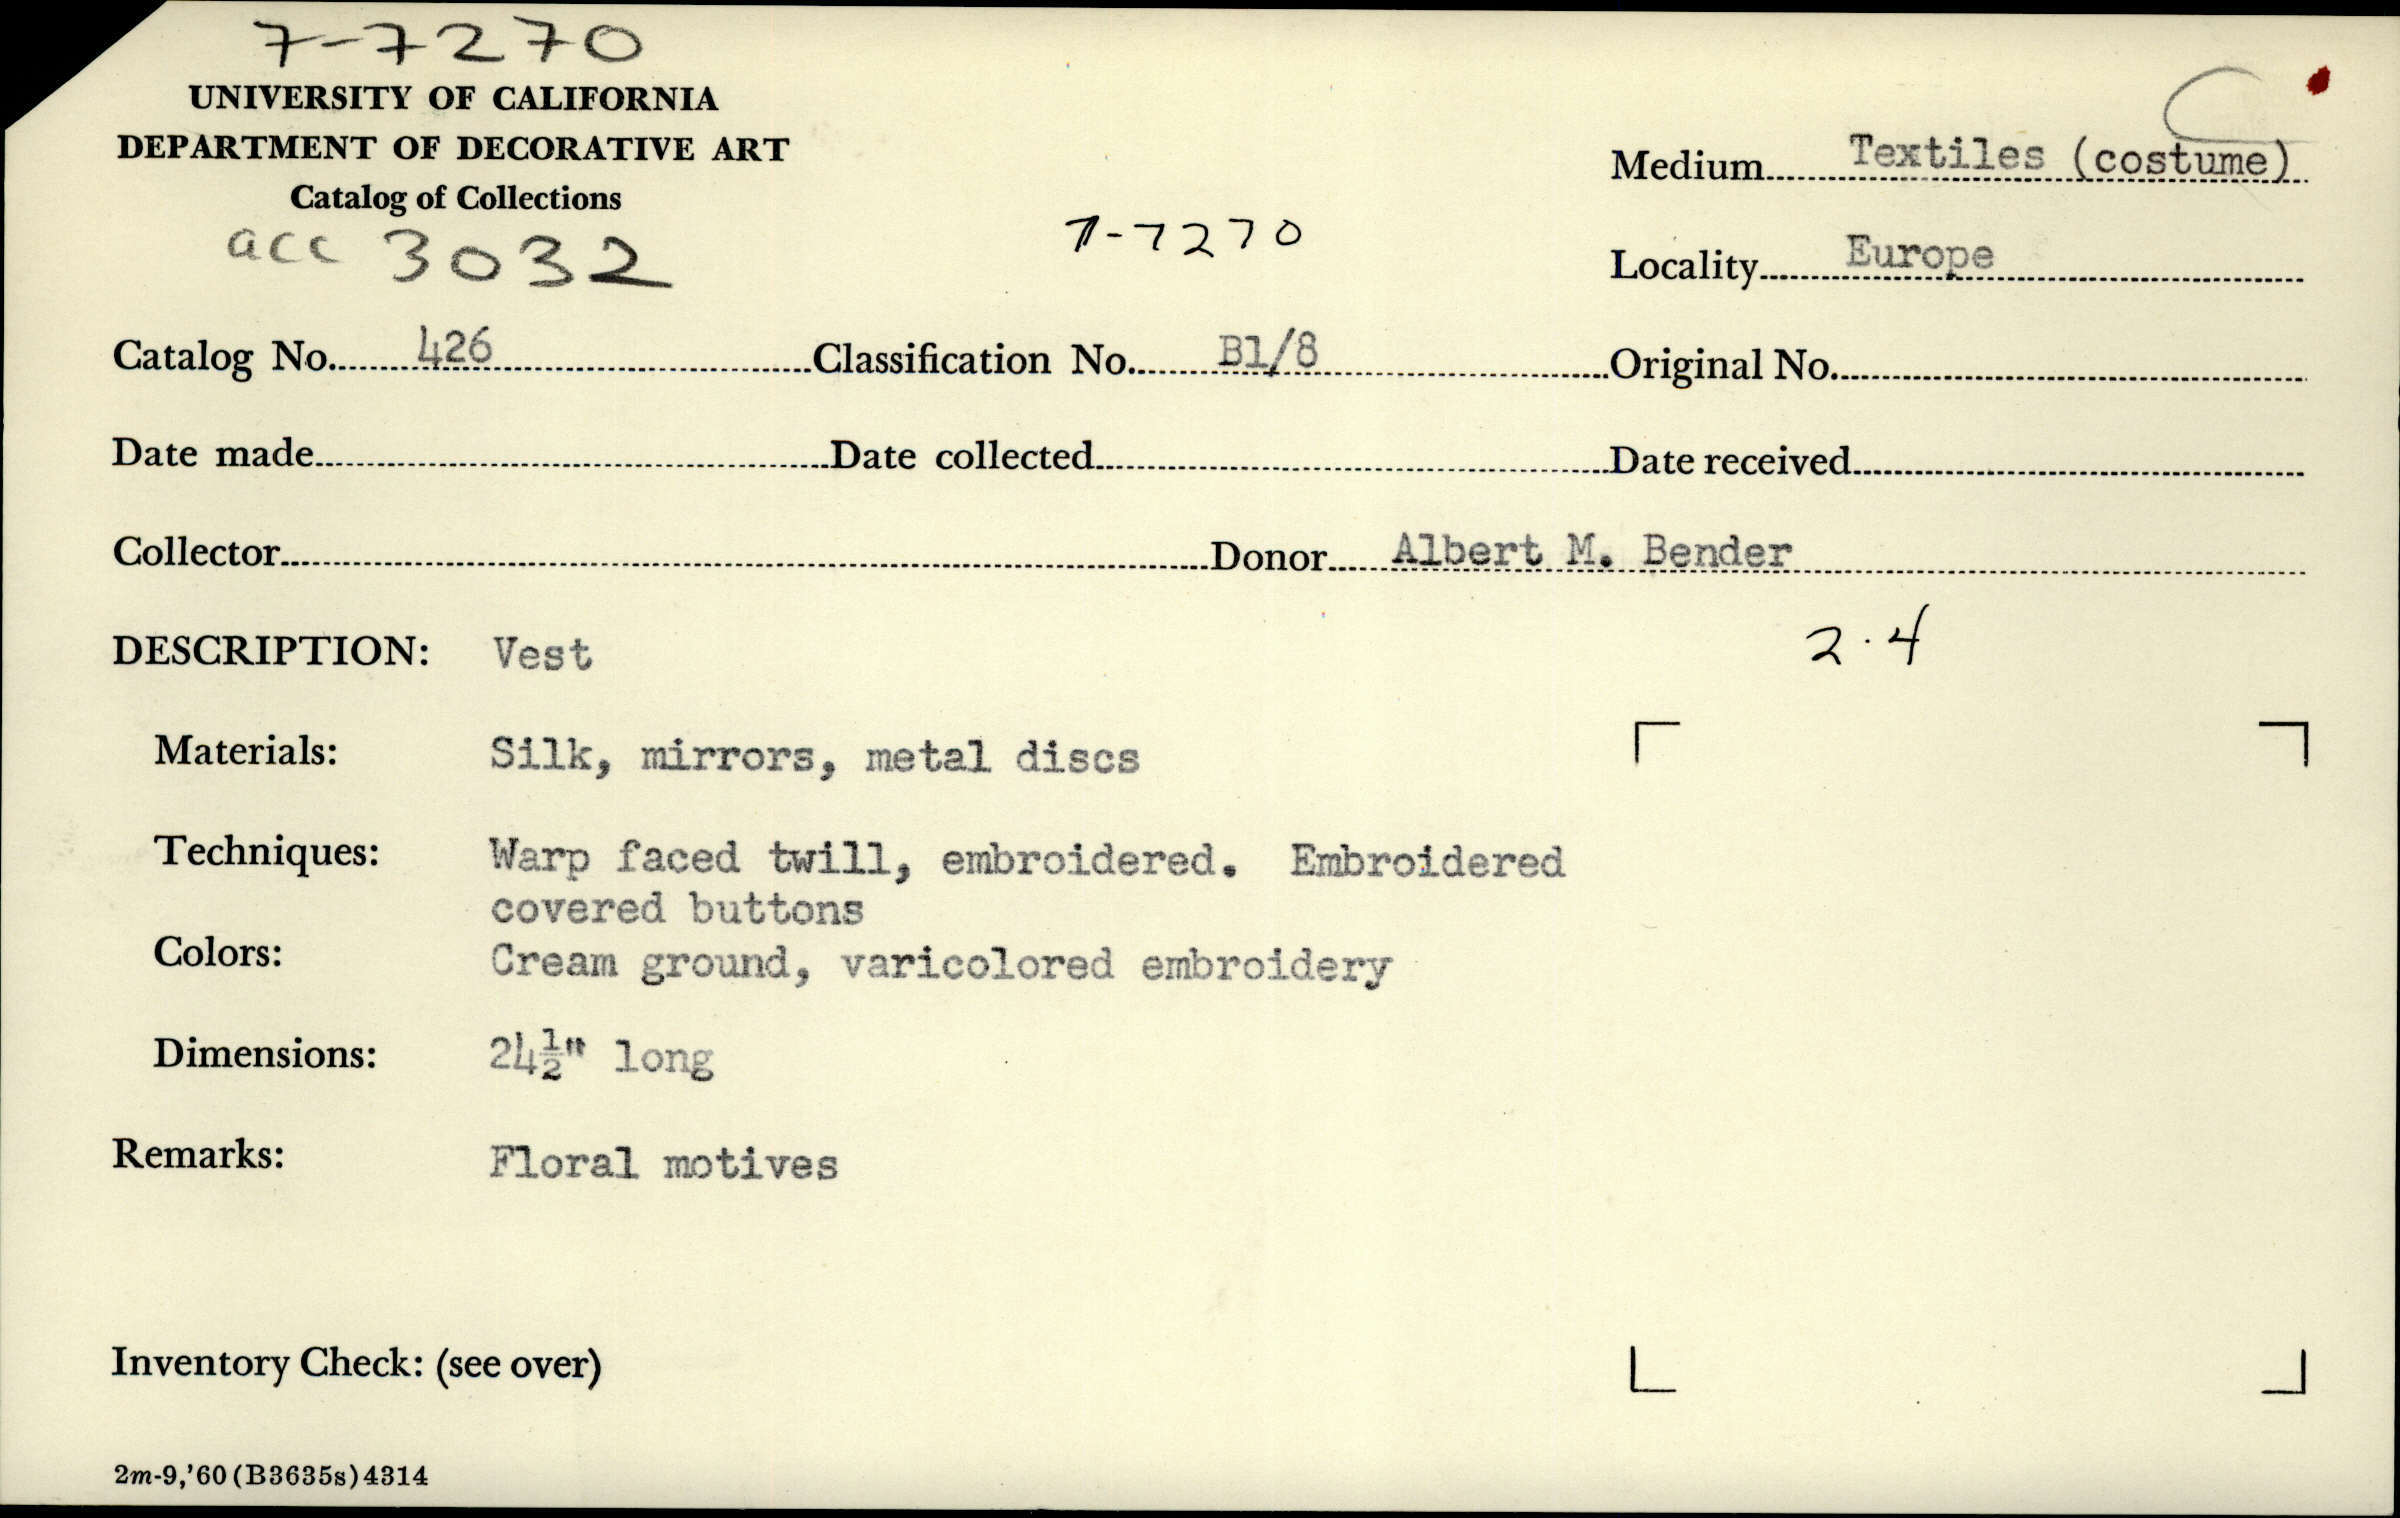 7-7270
UNIVERSITY OF CALIFORNIA
DEPARTMENT OF DECORATIVE ART
Catalog of Collections
acc 3032
7-7270
Medium Textiles (costume)
Locality Europe
Catalog No. 426 Classification No. B1/8 Original No.
Date made Date collected Date received
Collector Donor Albert M. Bender
DESCRIPTION: Vest
2.4
Materials: Silk, mirrors, metal discs
Techniques: Warp faced twill, embroidered. Embroidered
covered buttons
Colors: Cream ground, varicolored embroidery
Dimensions: 24½" long
Remarks: Floral motives
Inventory Check: (see over)
2m-9,'60(B3635s)4314